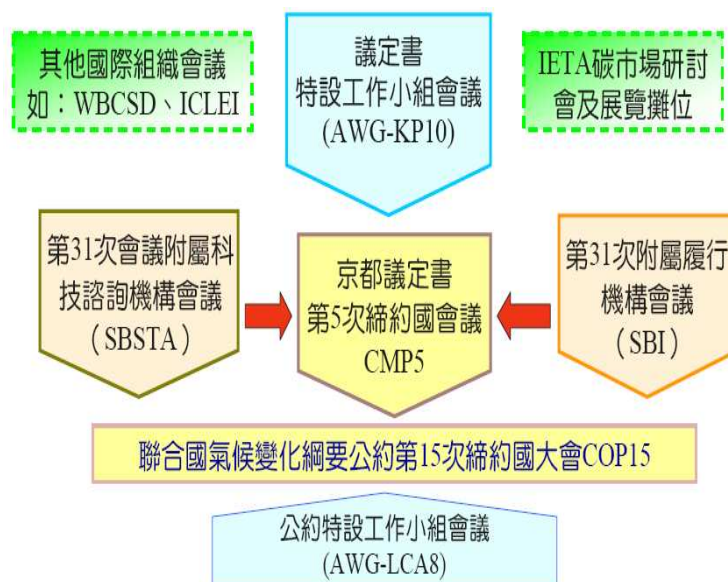 其他國際組織會議
如：WBCSD、ICLEI
議定書
特設工作小組會議
(AWG-KP10)
IETA碳市場研討
會及展覽攤位
第31次會議附屬科
技諮詢機構會議
（SBSTA）
京都議定書
第5次締約國會議
CMP5
第31次附屬履行
機構會議
（SBI）
聯合國氣候變化綱要公約第15次締約國大會COP15
公約特設工作小組會議
(AWG-LCA8)